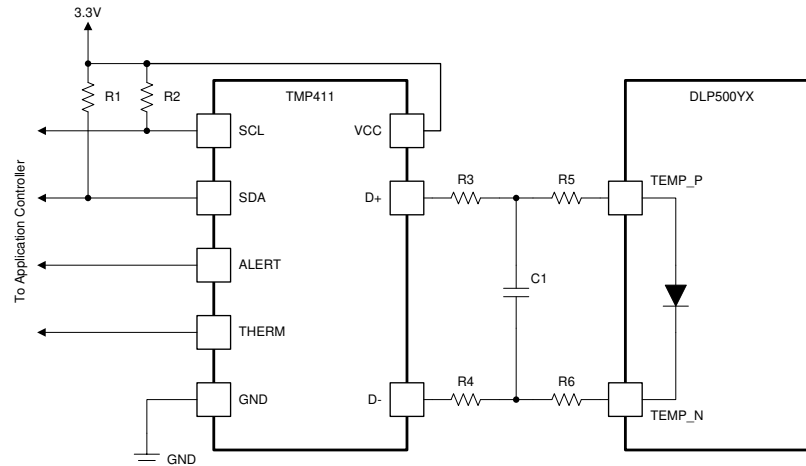 3.3V
R1
R2
TMP411
DLP500YX
SCL
VCC
SDA
D+
R3
R5
TEMP_P
To Application Controller
ALERT
C1
THERM
GND
D-
R4
R6
TEMP_N
GND